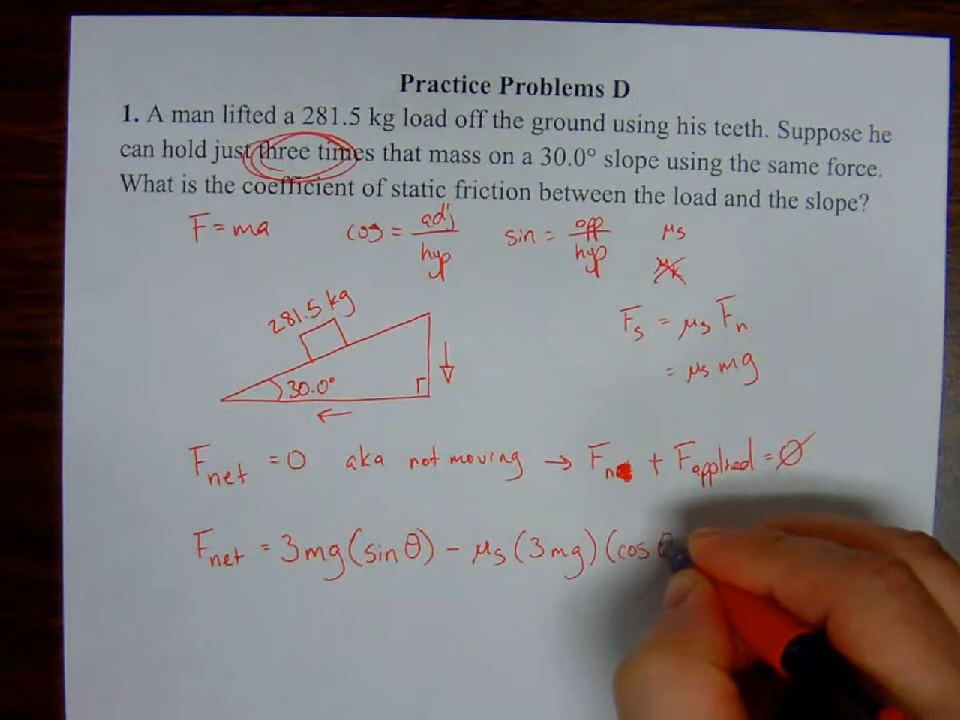 Practice Problems D
1. A man lifted a 281.5 kg load off the ground using his teeth. Suppose he
can hold just three times that mass on a 30.0° slope using the same force.
What is the coefficient of static friction between the load and the slope?
F = ma cos = adj/hyp sin = opp/hyp μs
μk
281.5 kg
Fs = μs Fn
= μs mg
30.0°
Fnet = 0 aka not moving → Fn + Fapplied = 0
Fnet = 3mg(sin θ) - μs (3mg) (cos θ